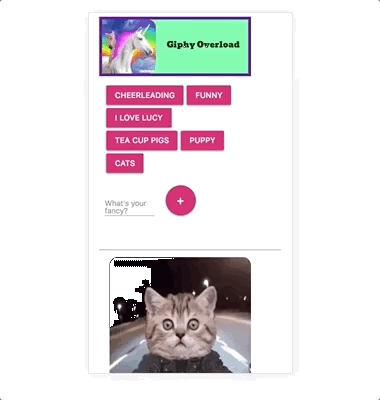 Giphy Overload
CHEERLEADING FUNNY
I LOVE LUCY
TEA CUP PIGS PUPPY
CATS
What's your
fancy?
+